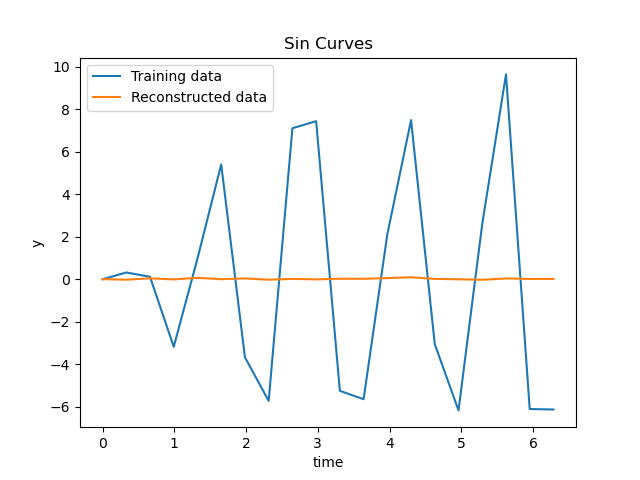 Sin Curves
Training data
Reconstructed data
10
8
6
4
2
0
−2
−4
−6
y
0 1 2 3 4 5 6
time